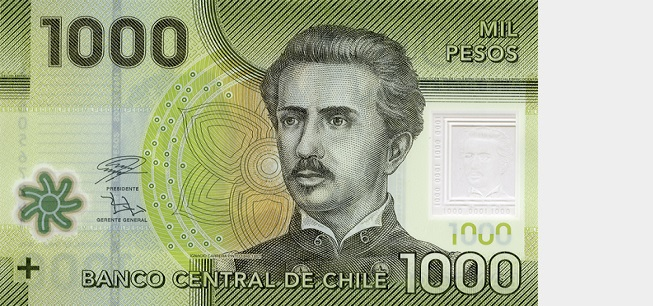 1000
MIL
PESOS
PRESIDENTE
GERENTE GENERAL
1000
+
BANCO CENTRAL DE CHILE 1000